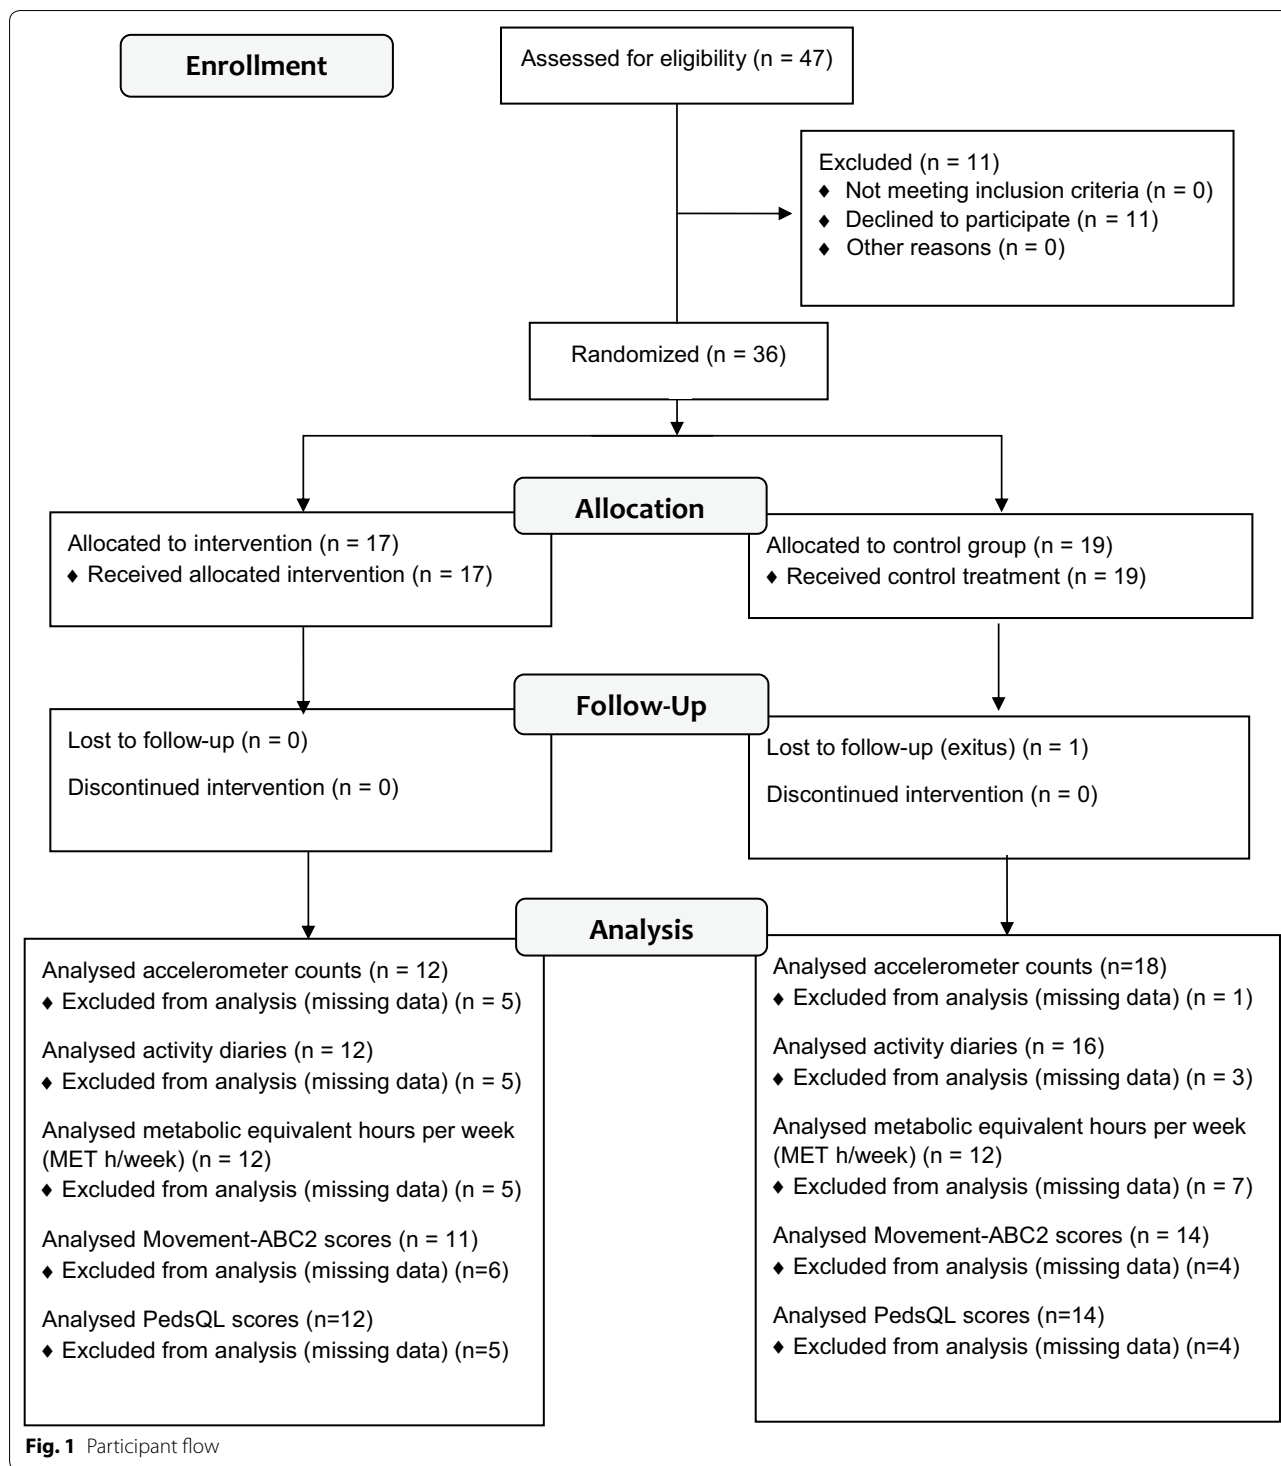 Enrollment
Assessed for eligibility (n = 47)
Excluded (n = 11)
♦ Not meeting inclusion criteria (n = 0)
♦ Declined to participate (n = 11)
♦ Other reasons (n = 0)
Randomized (n = 36)
Allocation
Allocated to intervention (n = 17)
♦ Received allocated intervention (n = 17)
Allocated to control group (n = 19)
♦ Received control treatment (n = 19)
Follow-Up
Lost to follow-up (n = 0)
Discontinued intervention (n = 0)
Lost to follow-up (exitus) (n = 1)
Discontinued intervention (n = 0)
Analysis
Analysed accelerometer counts (n = 12)
♦ Excluded from analysis (missing data) (n = 5)
Analysed activity diaries (n = 12)
♦ Excluded from analysis (missing data) (n = 5)
Analysed metabolic equivalent hours per week
(MET h/week) (n = 12)
♦ Excluded from analysis (missing data) (n = 5)
Analysed Movement-ABC2 scores (n = 11)
♦ Excluded from analysis (missing data) (n=6)
Analysed PedsQL scores (n=12)
♦ Excluded from analysis (missing data) (n=5)
Analysed accelerometer counts (n=18)
♦ Excluded from analysis (missing data) (n = 1)
Analysed activity diaries (n = 16)
♦ Excluded from analysis (missing data) (n = 3)
Analysed metabolic equivalent hours per week
(MET h/week) (n = 12)
♦ Excluded from analysis (missing data) (n = 7)
Analysed Movement-ABC2 scores (n = 14)
♦ Excluded from analysis (missing data) (n=4)
Analysed PedsQL scores (n=14)
♦ Excluded from analysis (missing data) (n=4)
Fig. 1 Participant flow